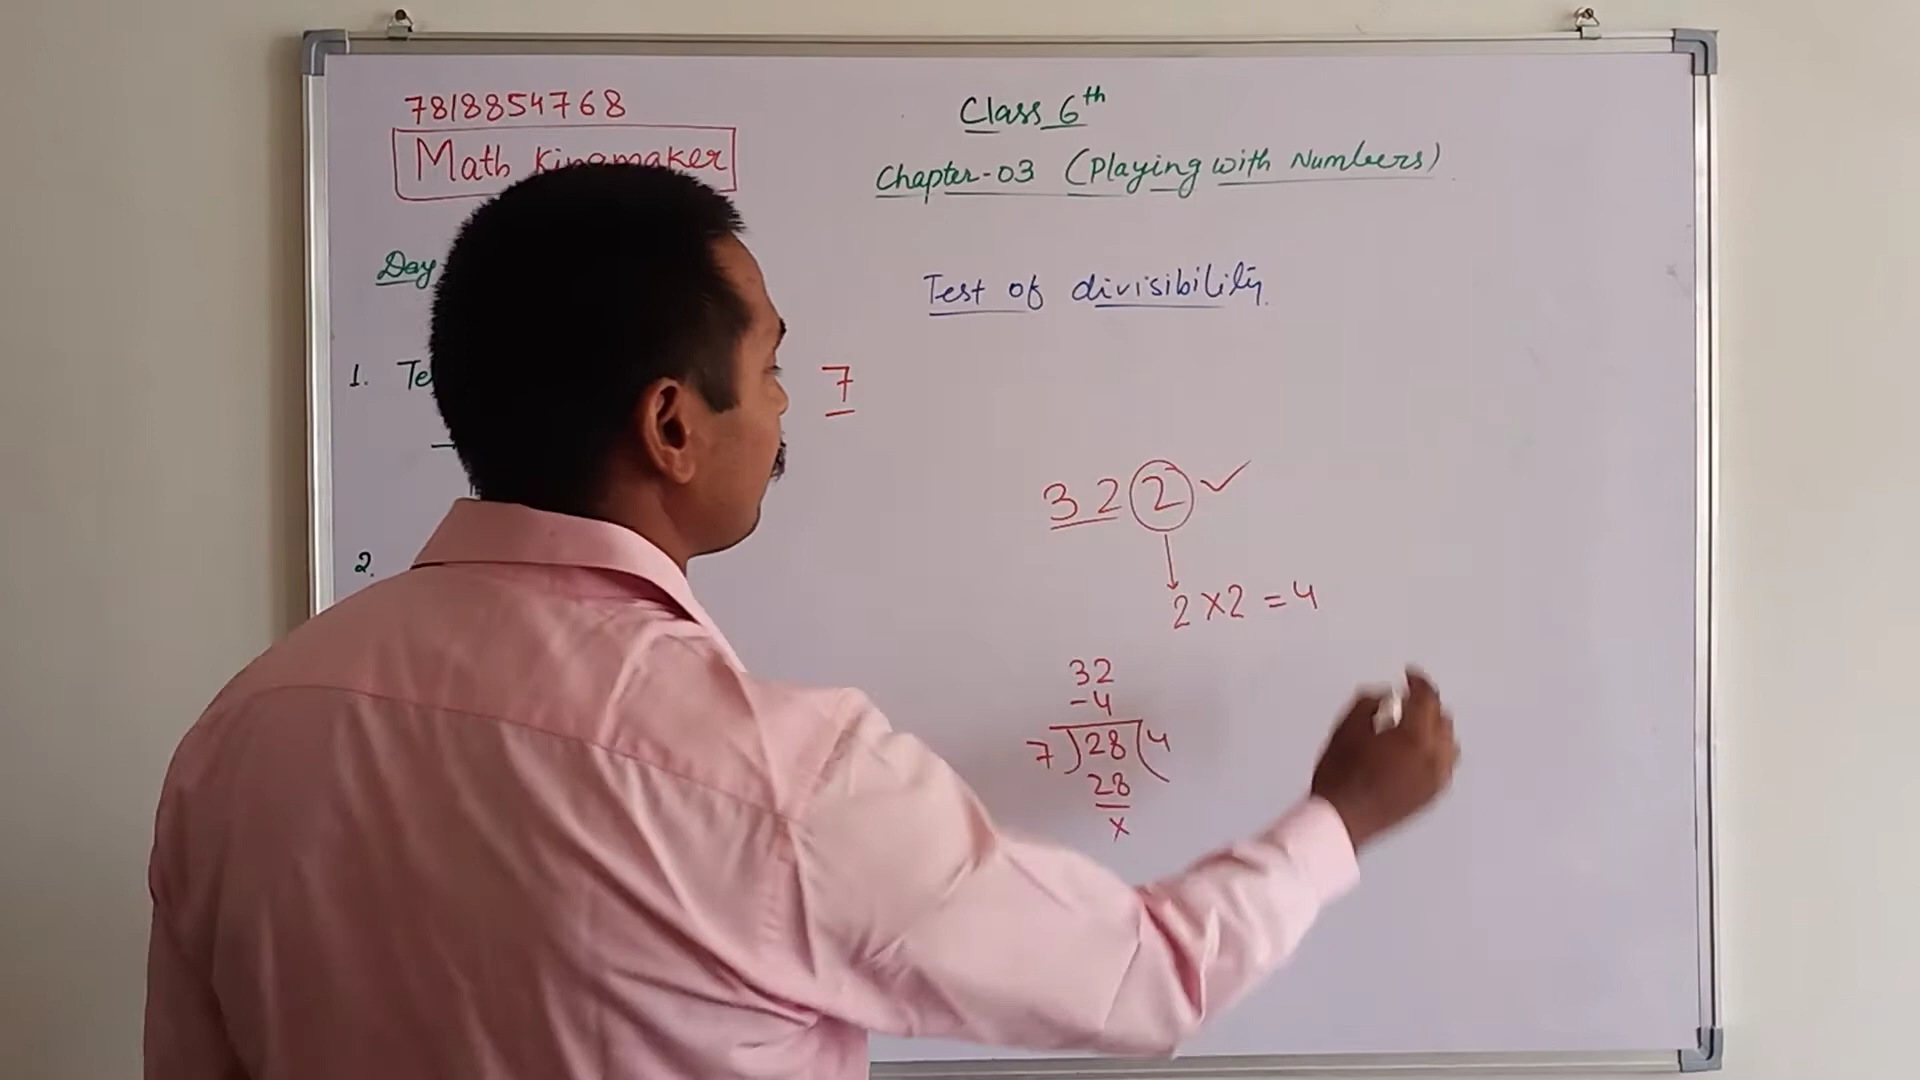 7818854768
Math Kingmaker
Class 6th
Chapter-03 (Playing with Numbers)
Day
Test of divisibility
1. Te
7
322 ✓
2.
2×2 = 4
32
-4
7)28(4
28
x